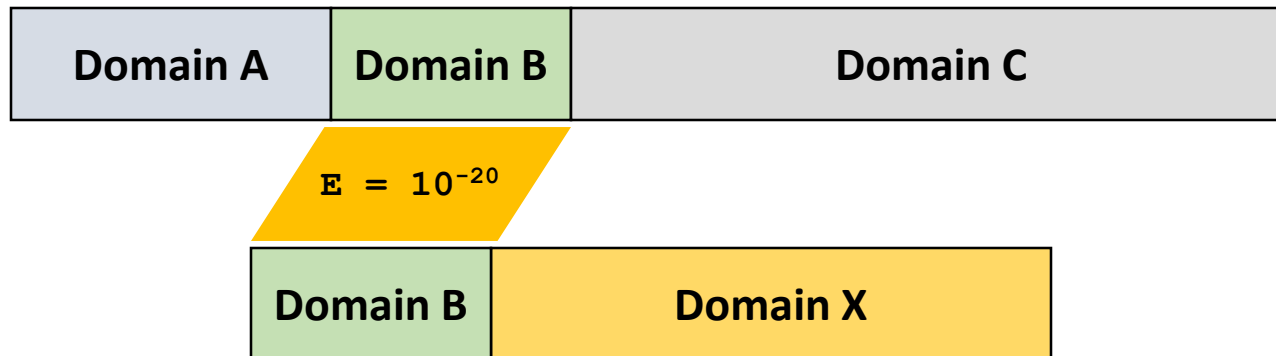 Domain A Domain B Domain C
E = 10⁻²⁰
Domain B Domain X